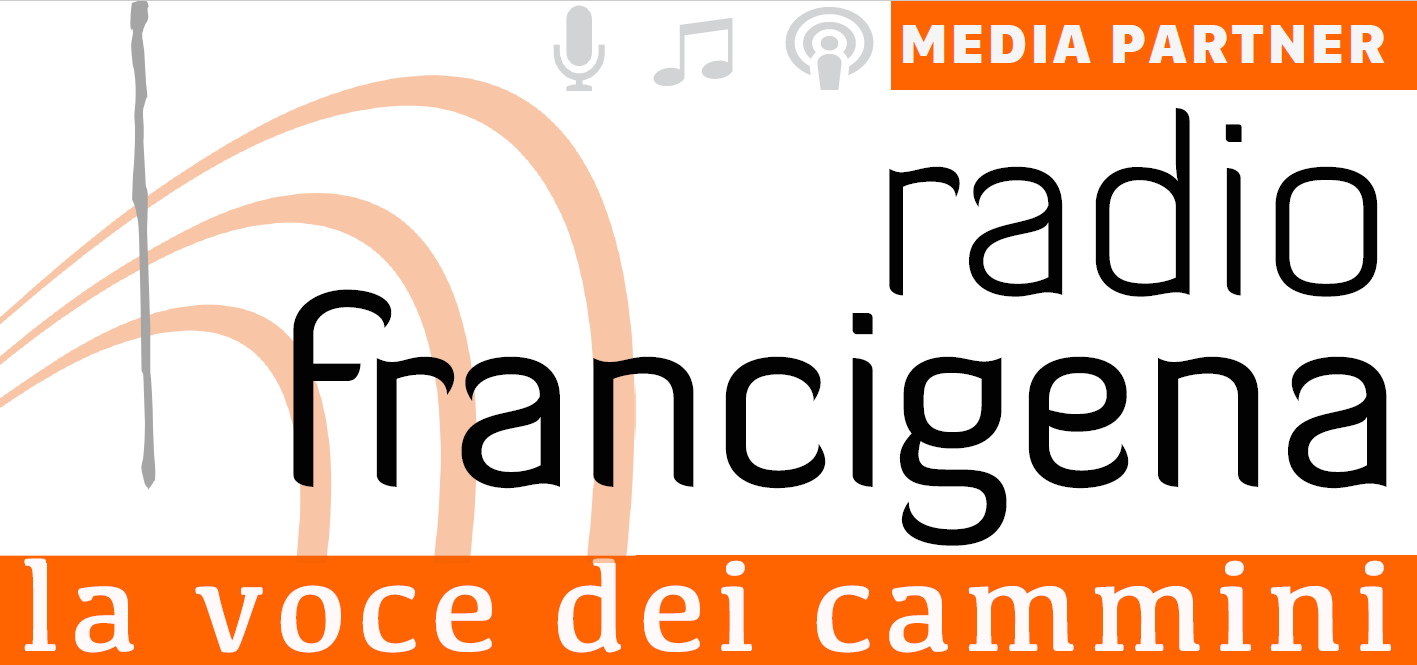 MEDIA PARTNER
radio
francigena
la voce dei cammini